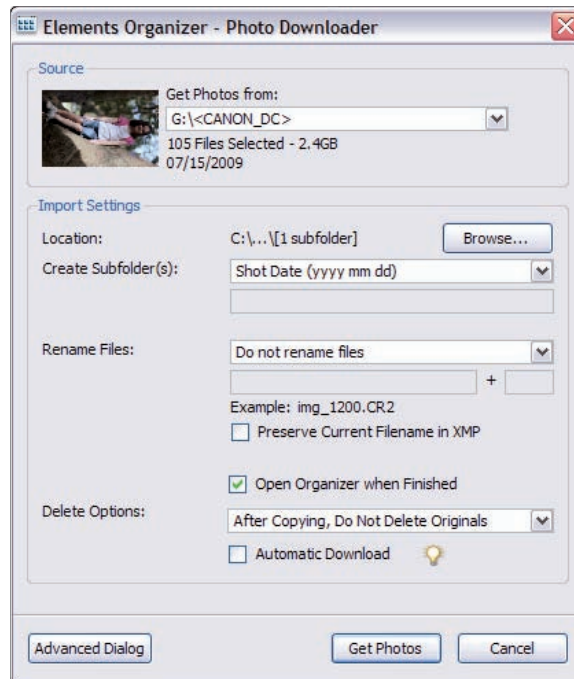 Elements Organizer - Photo Downloader
Source
Get Photos from:
G:\<CANON_DC>
105 Files Selected - 2.4GB
07/15/2009
Import Settings
Location: C:\...\[1 subfolder] Browse...
Create Subfolder(s): Shot Date (yyyy mm dd)
Rename Files: Do not rename files
+
Example: img_1200.CR2
Preserve Current Filename in XMP
Open Organizer when Finished
Delete Options: After Copying, Do Not Delete Originals
Automatic Download
Advanced Dialog Get Photos Cancel